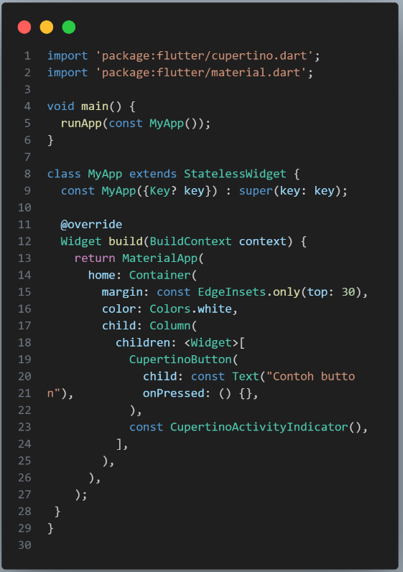 1 import 'package:flutter/cupertino.dart';
2 import 'package:flutter/material.dart';
3
4 void main() {
5   runApp(const MyApp());
6 }
7
8 class MyApp extends StatelessWidget {
9   const MyApp({Key? key}) : super(key: key);
10
11   @override
12   Widget build(BuildContext context) {
13     return MaterialApp(
14       home: Container(
15         margin: const EdgeInsets.only(top: 30),
16         color: Colors.white,
17         child: Column(
18           children: <Widget>[
19             CupertinoButton(
20               child: const Text("Contoh butto
21 n"),          onPressed: () {},
22             ),
23             const CupertinoActivityIndicator(),
24           ],
25         ),
26       ),
27     );
28  }
29 }
30